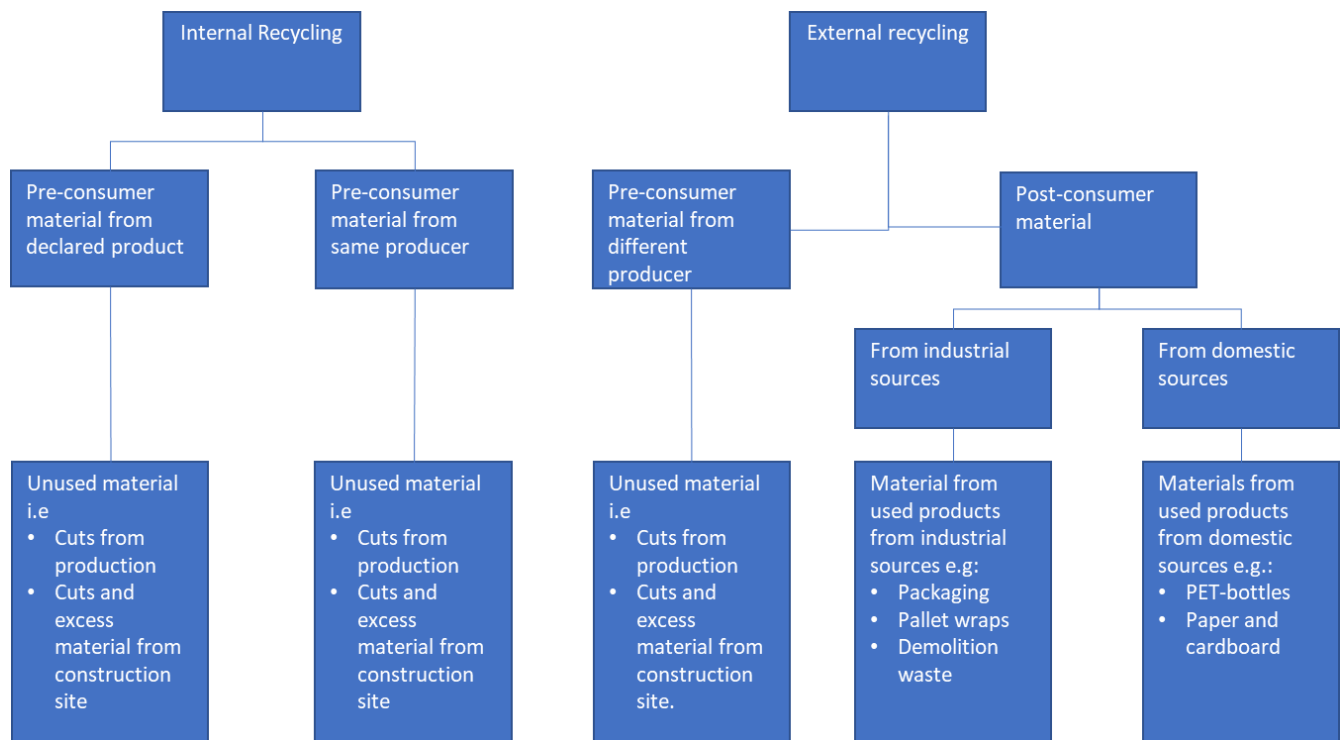 Internal Recycling
External recycling
Pre-consumer
material from
declared product
Pre-consumer
material from
same producer
Pre-consumer
material from
different
producer
Post-consumer
material
From industrial
sources
From domestic
sources
Unused material
i.e
• Cuts from
production
• Cuts and
excess
material from
construction
site
Unused material
i.e
• Cuts from
production
• Cuts and
excess
material from
construction
site
Unused material
i.e
• Cuts from
production
• Cuts and
excess
material from
construction
site.
Material from
used products
from industrial
sources e.g:
• Packaging
• Pallet wraps
• Demolition
waste
Materials from
used products
from domestic
sources e.g.:
• PET-bottles
• Paper and
cardboard